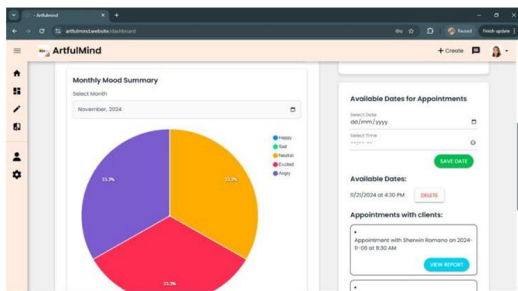 - Artfulmind
artfulmind.website/dashboard
Paused
Finish update
ArtfulMind
+ Create
Monthly Mood Summary
Select Month
November, 2024
Happy
Sad
Neutral
Excited
Angry
33.3%
33.3%
33.3%
Available Dates for Appointments
Select Date
dd/mm/yyyy
Select Time
--:-- --
SAVE DATE
Available Dates:
11/21/2024 at 4:30 PM
DELETE
Appointments with clients:
Appointment with Sherwin Romano on 2024-
11-06 at 8:30 AM
VIEW REPORT